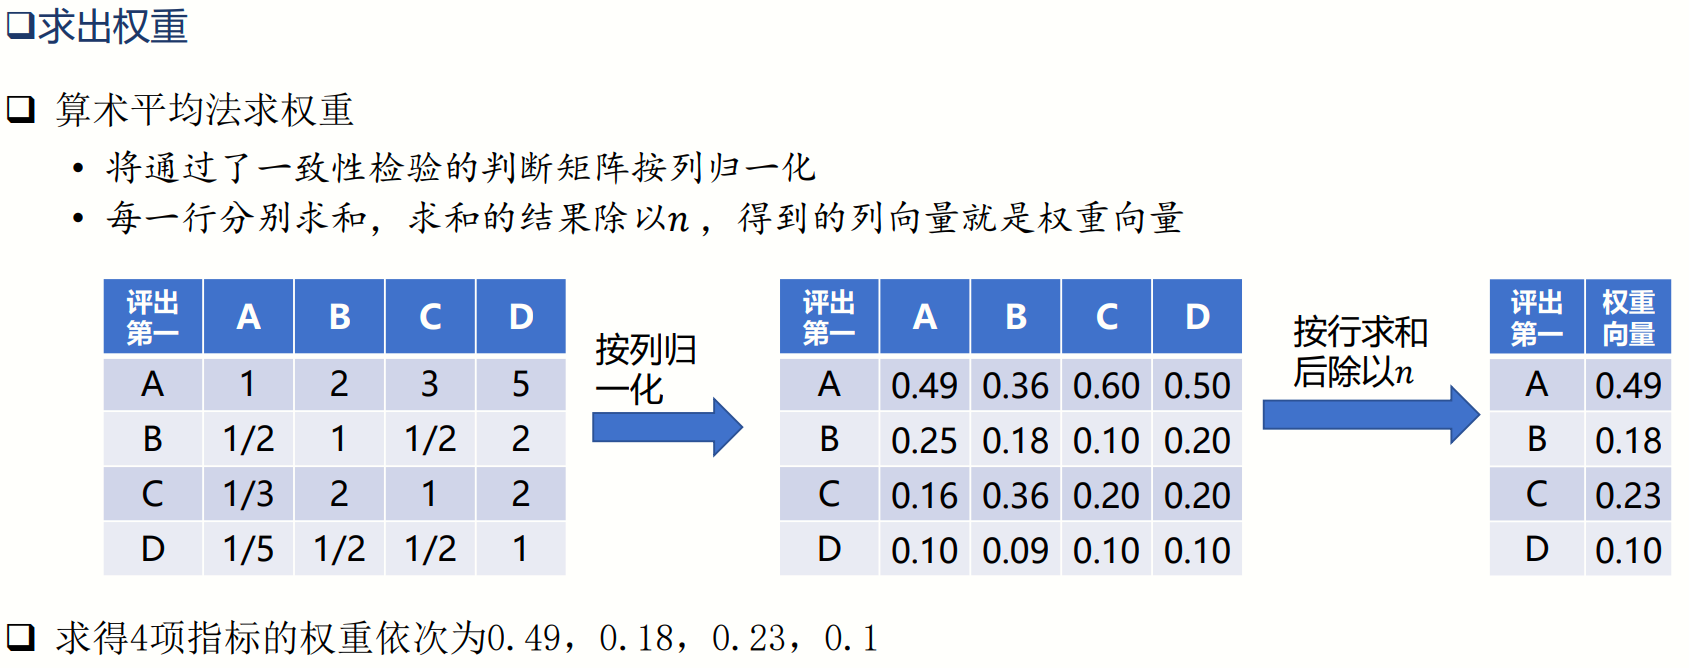 ❑求出权重
❑ 算术平均法求权重
• 将通过了一致性检验的判断矩阵按列归一化
• 每一行分别求和，求和的结果除以n，得到的列向量就是权重向量
评出第一 A B C D
A 1 2 3 5
B 1/2 1 1/2 2
C 1/3 2 1 2
D 1/5 1/2 1/2 1
按列归
一化
评出第一 A B C D
A 0.49 0.36 0.60 0.50
B 0.25 0.18 0.10 0.20
C 0.16 0.36 0.20 0.20
D 0.10 0.09 0.10 0.10
按行求和
后除以n
评出第一 权重向量
A 0.49
B 0.18
C 0.23
D 0.10
❑ 求得4项指标的权重依次为0.49，0.18，0.23，0.1